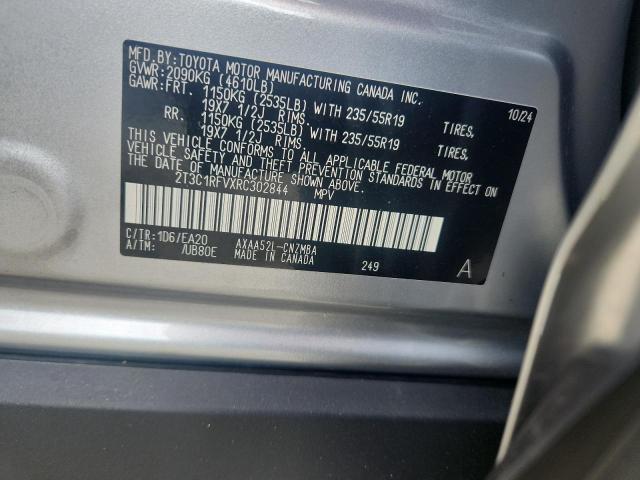 MFD.BY:TOYOTA MOTOR MANUFACTURING CANADA INC. 10/24
GVWR:2090KG (4610LB)
GAWR:FRT. 1150KG (2535LB) WITH 235/55R19 TIRES,
19X7 1/2J RIMS.
RR. 1150KG (2535LB) WITH 235/55R19 TIRES,
19X7 1/2J RIMS.
THIS VEHICLE CONFORMS TO ALL APPLICABLE FEDERAL MOTOR
VEHICLE SAFETY AND THEFT PREVENTION STANDARDS IN EFFECT ON
THE DATE OF MANUFACTURE SHOWN ABOVE.
2T3C1RFVXRC302844 MPV
C/TR:1D6/EA20 AXAA52L-CNZMBA
A/TM: /UB80E MADE IN CANADA 249 A